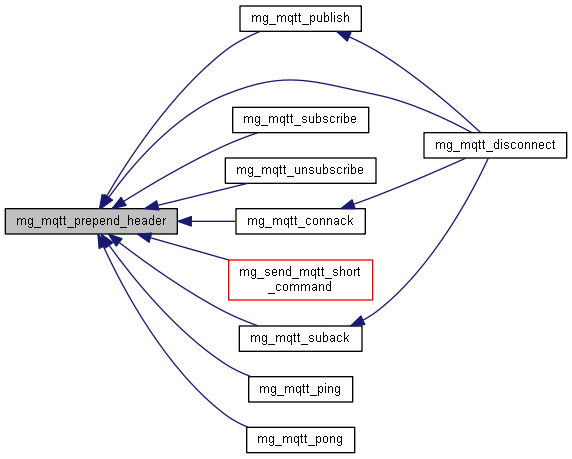 mg_mqtt_publish
mg_mqtt_subscribe
mg_mqtt_disconnect
mg_mqtt_unsubscribe
mg_mqtt_prepend_header
mg_mqtt_connack
mg_send_mqtt_short
_command
mg_mqtt_suback
mg_mqtt_ping
mg_mqtt_pong